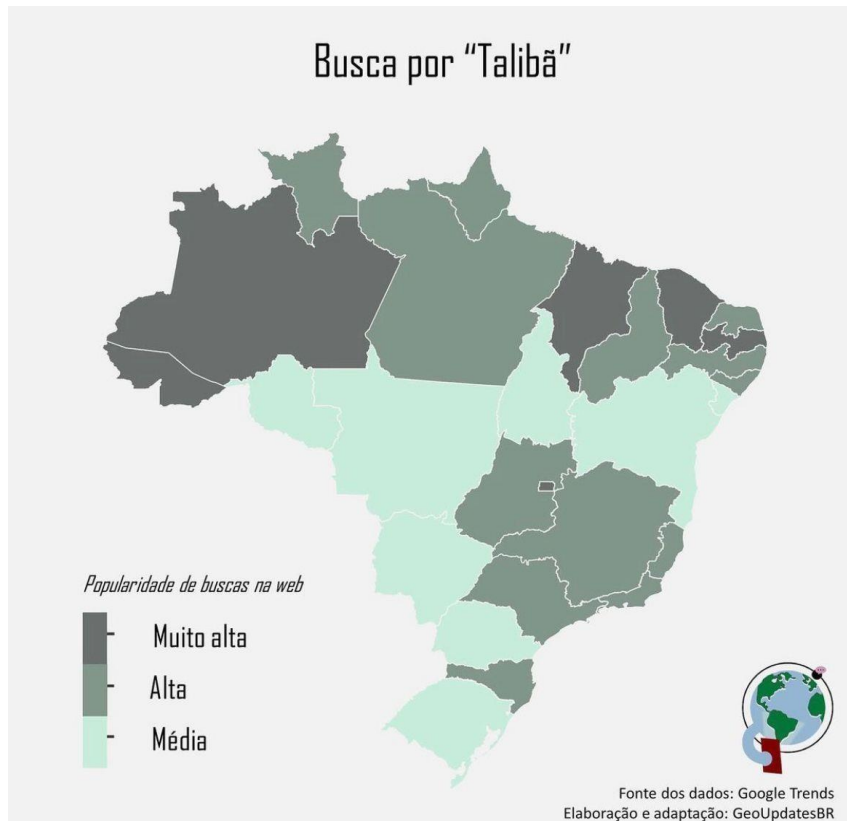 Busca por “Talibã”
Popularidade de buscas na web
Muito alta
Alta
Média
Fonte dos dados: Google Trends
Elaboração e adaptação: GeoUpdatesBR